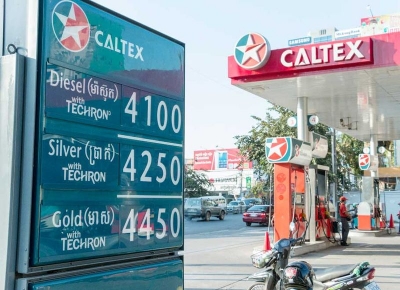 CALTEX
Diesel (ម៉ាស៊ូត)
with TECHRON
4100
Silver (ប្រាក់)
with TECHRON
4250
Gold (មាស)
with TECHRON
4450
CALTEX